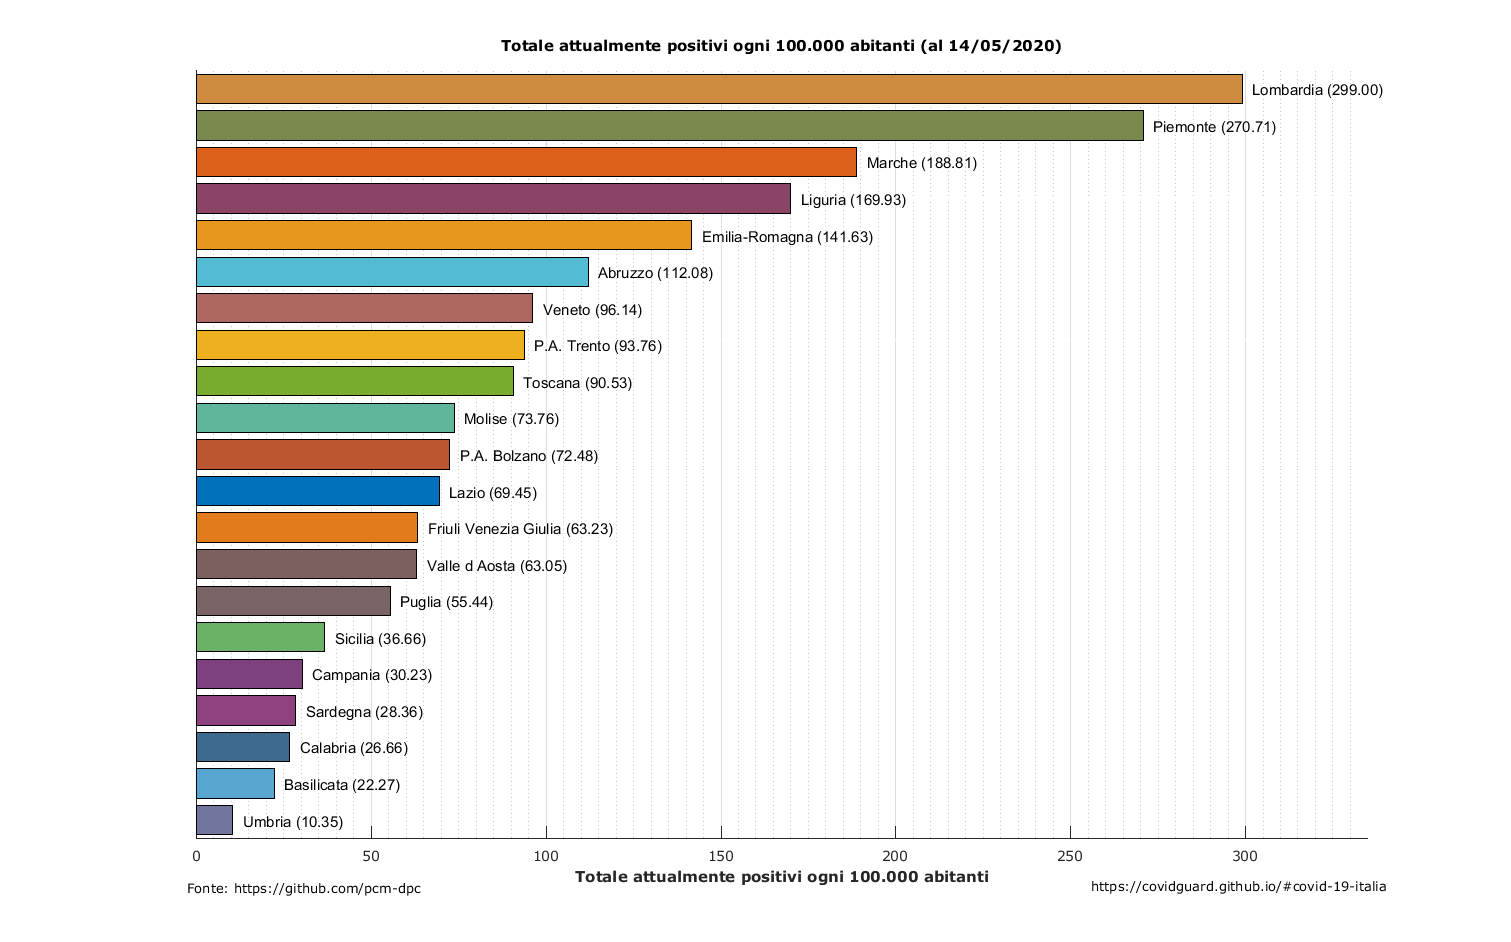 Totale attualmente positivi ogni 100.000 abitanti (al 14/05/2020)
Lombardia (299.00)
Piemonte (270.71)
Marche (188.81)
Liguria (169.93)
Emilia-Romagna (141.63)
Abruzzo (112.08)
Veneto (96.14)
P.A. Trento (93.76)
Toscana (90.53)
Molise (73.76)
P.A. Bolzano (72.48)
Lazio (69.45)
Friuli Venezia Giulia (63.23)
Valle d Aosta (63.05)
Puglia (55.44)
Sicilia (36.66)
Campania (30.23)
Sardegna (28.36)
Calabria (26.66)
Basilicata (22.27)
Umbria (10.35)
0 50 100 150 200 250 300
Totale attualmente positivi ogni 100.000 abitanti
Fonte: https://github.com/pcm-dpc
https://covidguard.github.io/#covid-19-italia